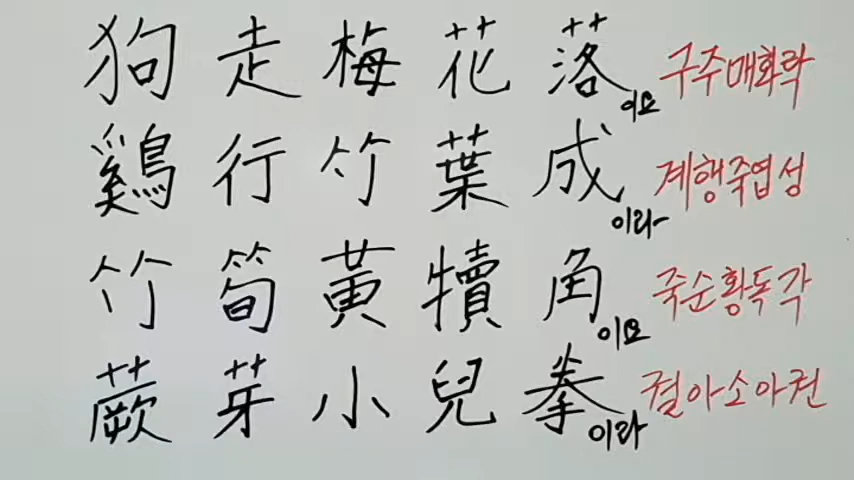 狗走梅花落이요 구주매화락
鷄行竹葉成이라 계행죽엽성
竹筍黃犢角이요 죽순황독각
蕨芽小兒拳이라 궐아소아권